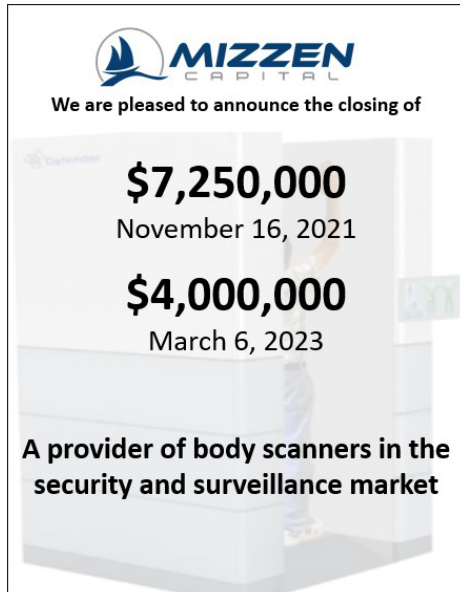 MIZZEN
CAPITAL
We are pleased to announce the closing of
Defender
$7,250,000
November 16, 2021
$4,000,000
March 6, 2023
A provider of body scanners in the
security and surveillance market